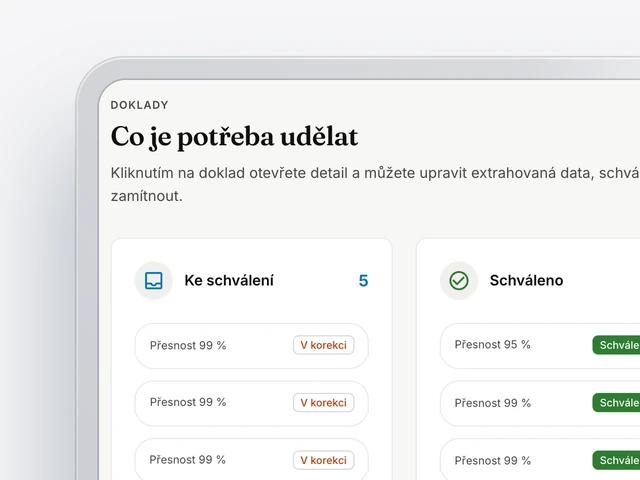 DOKLADY
Co je potřeba udělat
Kliknutím na doklad otevřete detail a můžete upravit extrahovaná data, schvá
zamítnout.
Ke schválení 5
Přesnost 99 % V korekci
Přesnost 99 % V korekci
Přesnost 99 % V korekci
Schváleno
Přesnost 95 % Schvále
Přesnost 99 % Schvále
Přesnost 99 % Schvále